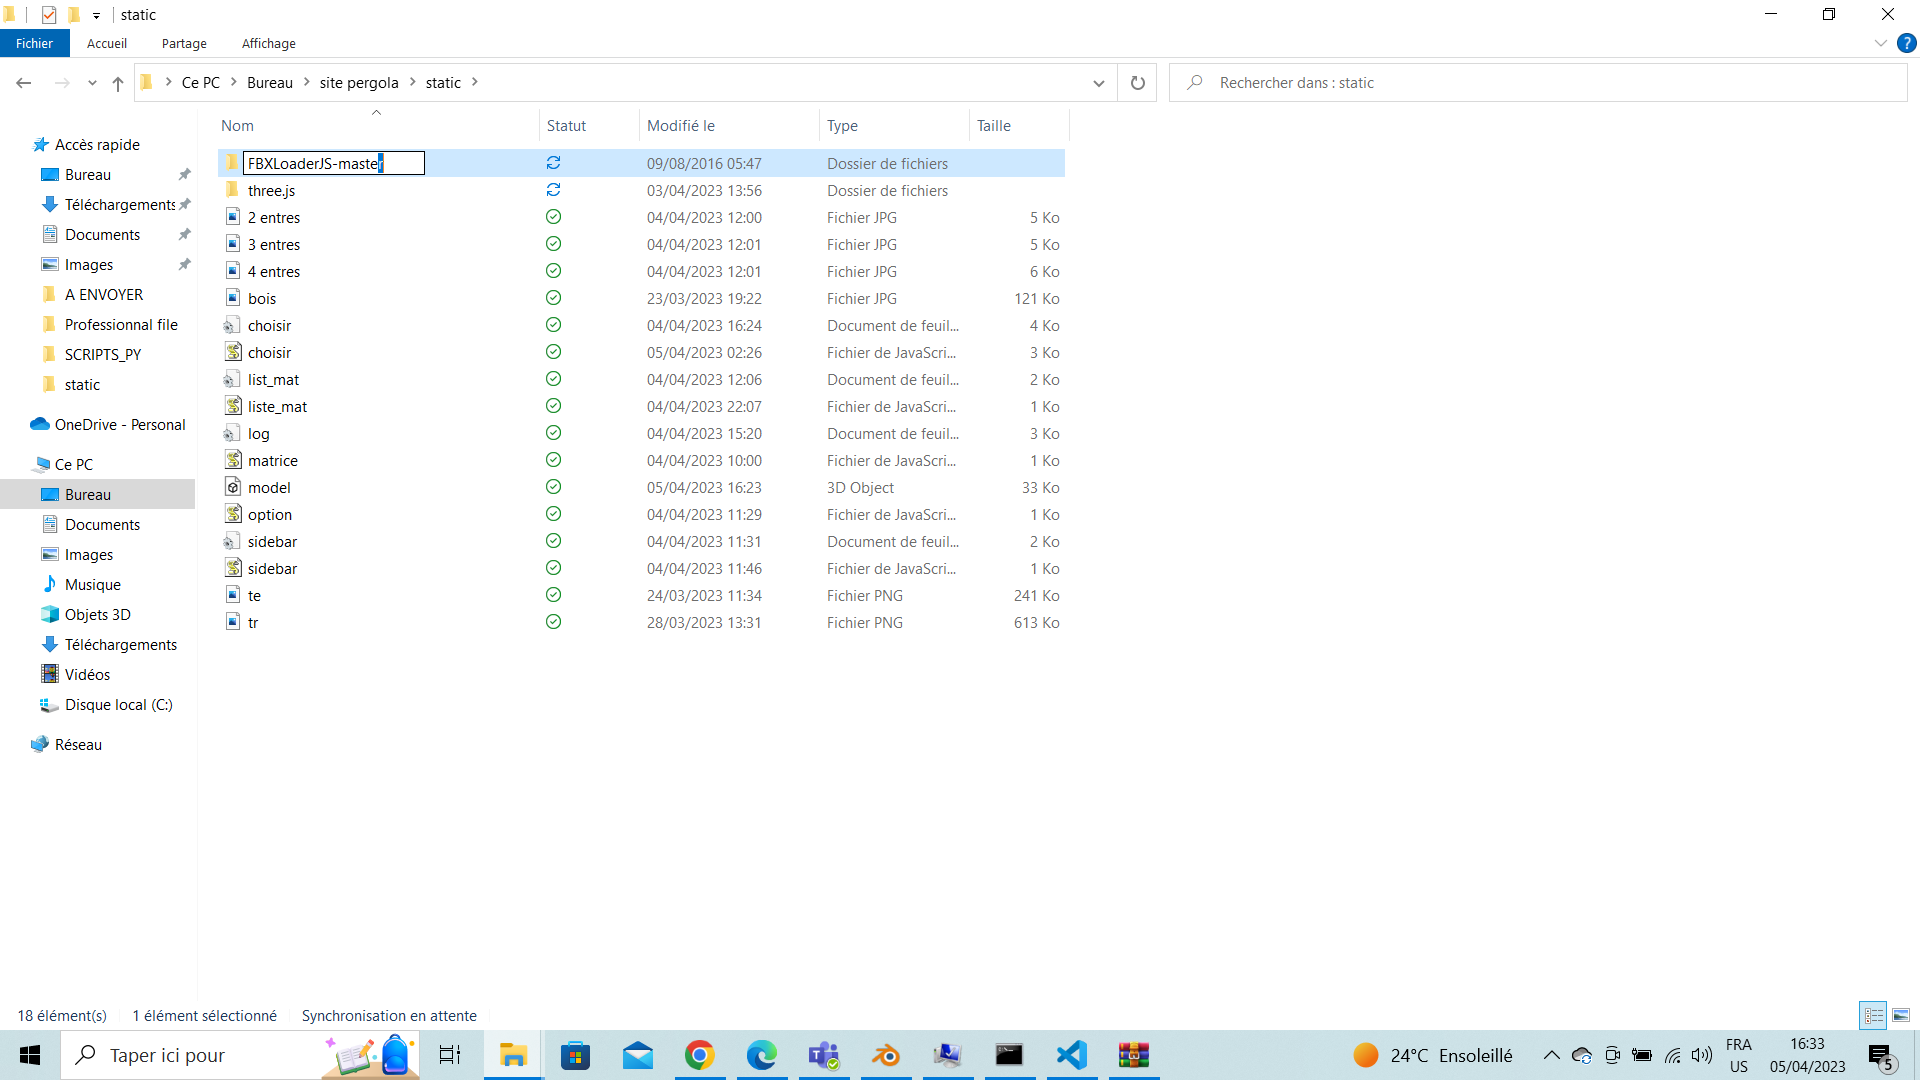 static
Fichier
Accueil
Partage
Affichage
?
Ce PC
Bureau
site pergola
static
Rechercher dans : static
Nom
Statut
Modifié le
Type
Taille
Accès rapide
Bureau
Téléchargements
Documents
Images
A ENVOYER
Professionnal file
SCRIPTS_PY
static
OneDrive - Personal
Ce PC
Bureau
Documents
Images
Musique
Objets 3D
Téléchargements
Vidéos
Disque local (C:)
Réseau
FBXLoaderJS-master 09/08/2016 05:47 Dossier de fichiers
three.js 03/04/2023 13:56 Dossier de fichiers
2 entres 04/04/2023 12:00 Fichier JPG 5 Ko
3 entres 04/04/2023 12:01 Fichier JPG 5 Ko
4 entres 04/04/2023 12:01 Fichier JPG 6 Ko
bois 23/03/2023 19:22 Fichier JPG 121 Ko
choisir 04/04/2023 16:24 Document de feuil... 4 Ko
choisir 05/04/2023 02:26 Fichier de JavaScri... 3 Ko
list_mat 04/04/2023 12:06 Document de feuil... 2 Ko
liste_mat 04/04/2023 22:07 Fichier de JavaScri... 1 Ko
log 04/04/2023 15:20 Document de feuil... 3 Ko
matrice 04/04/2023 10:00 Fichier de JavaScri... 1 Ko
model 05/04/2023 16:23 3D Object 33 Ko
option 04/04/2023 11:29 Fichier de JavaScri... 1 Ko
sidebar 04/04/2023 11:31 Document de feuil... 2 Ko
sidebar 04/04/2023 11:46 Fichier de JavaScri... 1 Ko
te 24/03/2023 11:34 Fichier PNG 241 Ko
tr 28/03/2023 13:31 Fichier PNG 613 Ko
18 élément(s) 1 élément sélectionné Synchronisation en attente
Taper ici pour
24°C Ensoleillé
FRA
US
16:33
05/04/2023
5